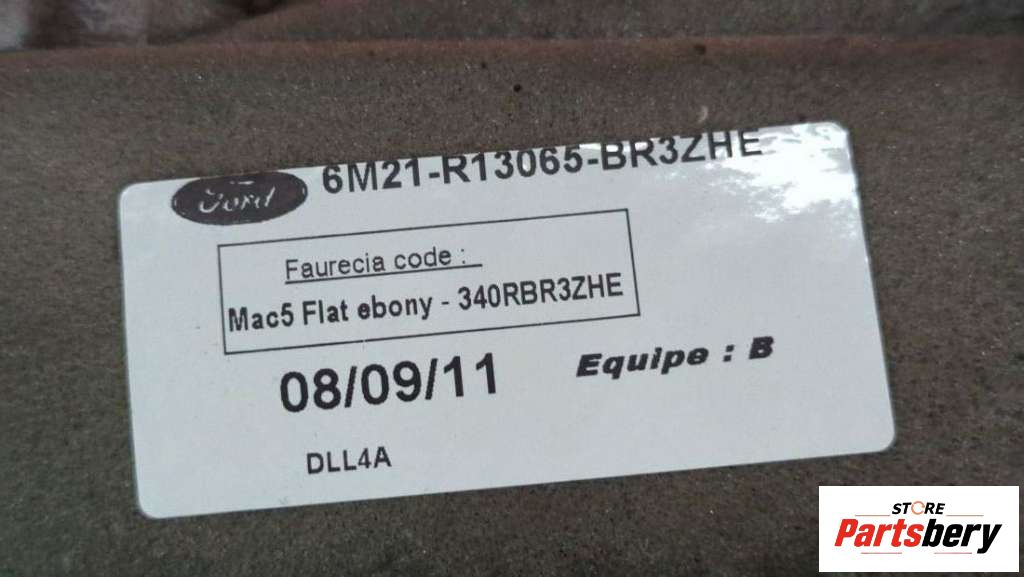 Ford 6M21-R13065-BR3ZHE
Faurecia code :
Mac5 Flat ebony - 340RBR3ZHE
08/09/11 Equipe : B
DLL4A
STORE
Partsbery